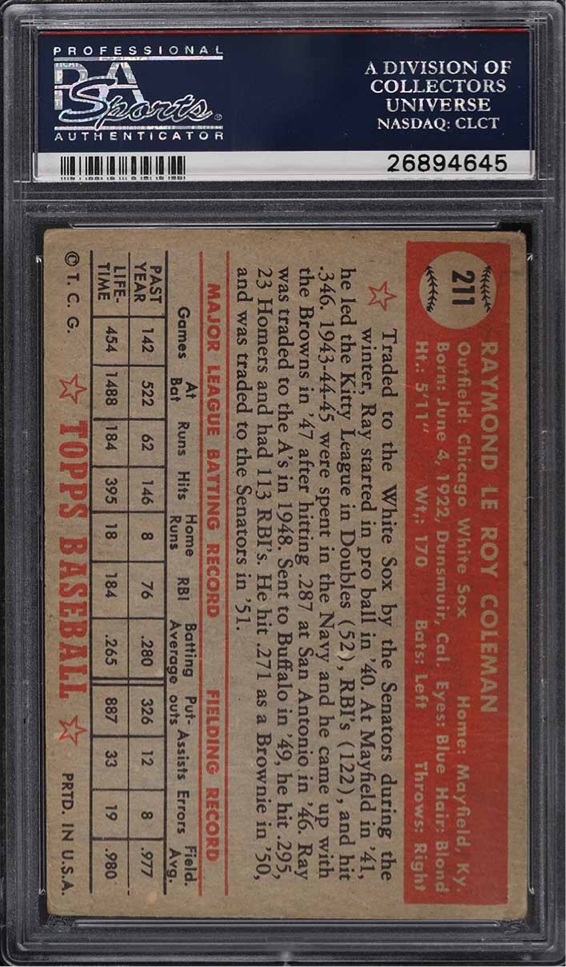 PROFESSIONAL
PSA
Sports
AUTHENTICATOR
A DIVISION OF
COLLECTORS
UNIVERSE
NASDAQ: CLCT
26894645
211
RAYMOND LE ROY COLEMAN
Outfield: Chicago White Sox Home: Mayfield, Ky.
Born: June 4, 1922, Dunsmuir, Cal. Eyes: Blue Hair: Blond
Ht.: 5'11" Wt.: 170 Bats: Left Throws: Right
Traded to the White Sox by the Senators during the
winter, Ray started in pro ball in '40. At Mayfield in '41,
he led the Kitty League in Doubles (52), RBI's (122), and hit
.346. 1943-44-45 were spent in the Navy and he came up with
the Browns in '47 after hitting .287 at San Antonio in '46. Ray
was traded to the A's in 1948. Sent to Buffalo in '49, he hit .295,
23 Homers and had 113 RBI's. He hit .271 as a Brownie in '50,
and was traded to the Senators in '51.
MAJOR LEAGUE BATTING RECORD FIELDING RECORD
Games At Bat Runs Hits Home Runs RBI Batting Average Put-outs Assists Errors Field. Avg.
PAST YEAR 142 522 62 146 8 76 .280 326 12 8 .977
LIFE-TIME 454 1488 184 395 18 184 .265 887 33 19 .980
© T. C. G. TOPPS BASEBALL PRTD. IN U.S.A.